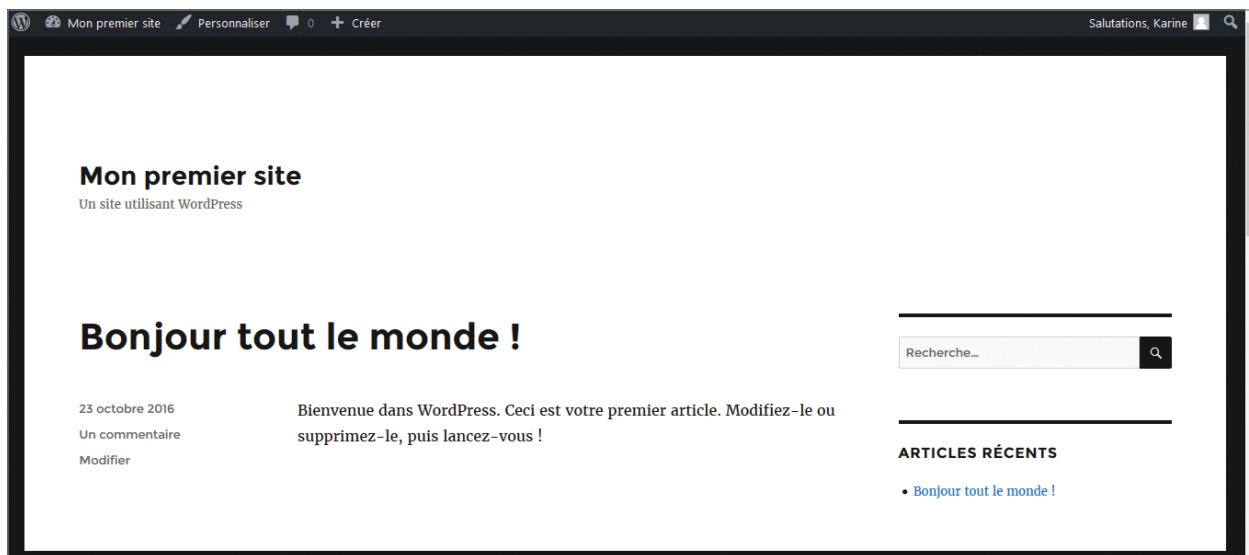 Mon premier site Personnaliser 0 Créer Salutations, Karine
Mon premier site
Un site utilisant WordPress
Bonjour tout le monde !
23 octobre 2016
Un commentaire
Modifier
Bienvenue dans WordPress. Ceci est votre premier article. Modifiez-le ou
supprimez-le, puis lancez-vous !
Recherche…
ARTICLES RÉCENTS
Bonjour tout le monde !